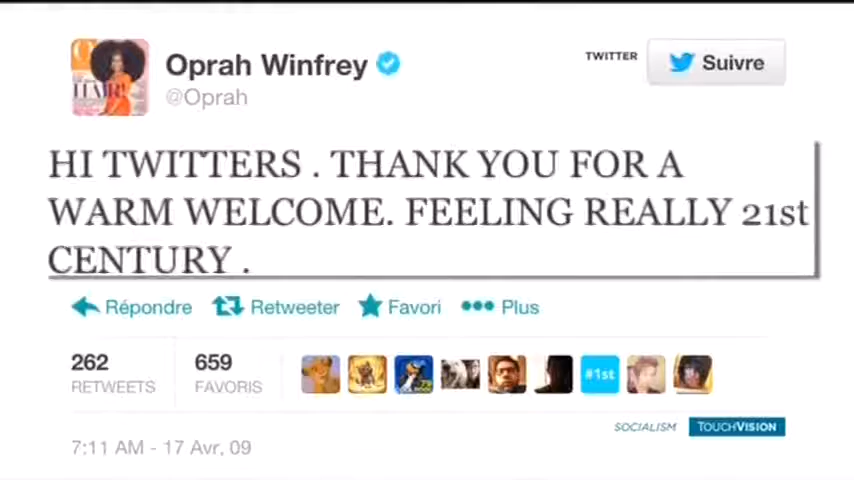 Oprah Winfrey
@Oprah
TWITTER
Suivre
HI TWITTERS . THANK YOU FOR A
WARM WELCOME. FEELING REALLY 21st
CENTURY .
Répondre Retweeter Favori Plus
262 RETWEETS
659 FAVORIS
#1st
SOCIALISM TOUCHVISION
7:11 AM - 17 Avr, 09